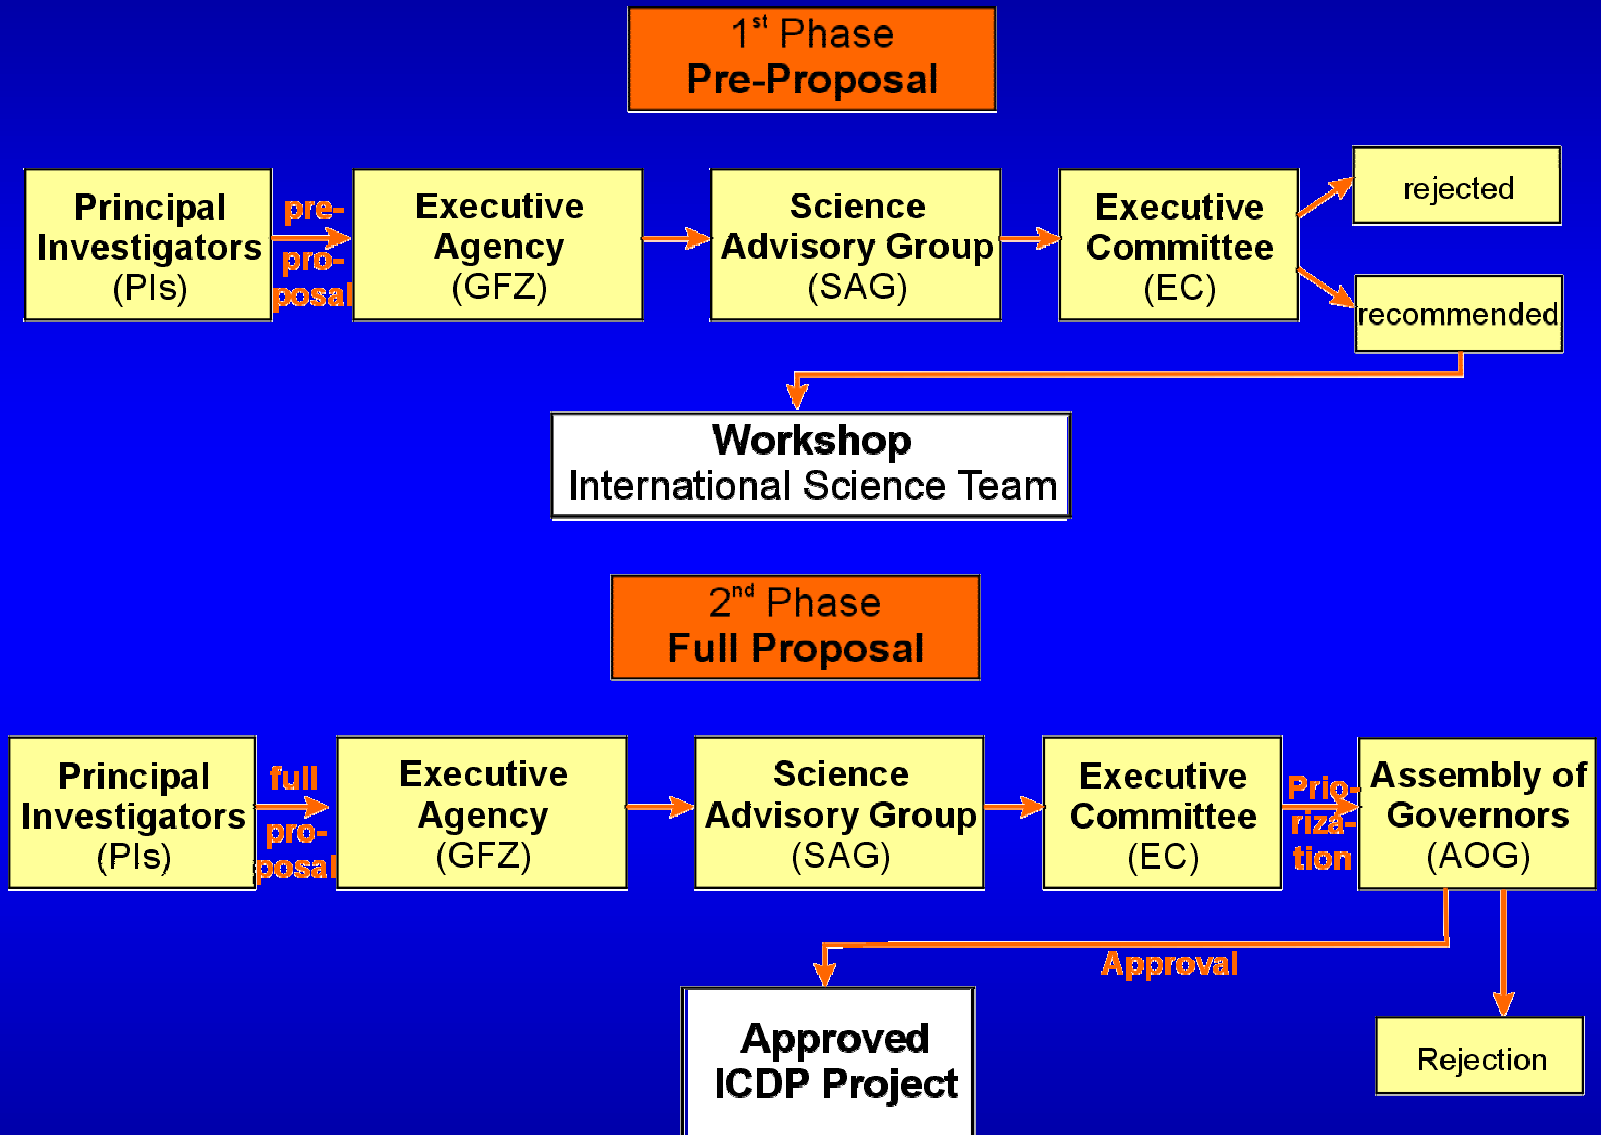 1st Phase
Pre-Proposal
Principal
Investigators
(PIs)
pre-
pro-
posal
Executive
Agency
(GFZ)
Science
Advisory Group
(SAG)
Executive
Committee
(EC)
rejected
recommended
Workshop
International Science Team
2nd Phase
Full Proposal
Principal
Investigators
(PIs)
full
pro-
posal
Executive
Agency
(GFZ)
Science
Advisory Group
(SAG)
Executive
Committee
(EC)
Prio-
riza-
tion
Assembly of
Governors
(AOG)
Approval
Approved
ICDP Project
Rejection